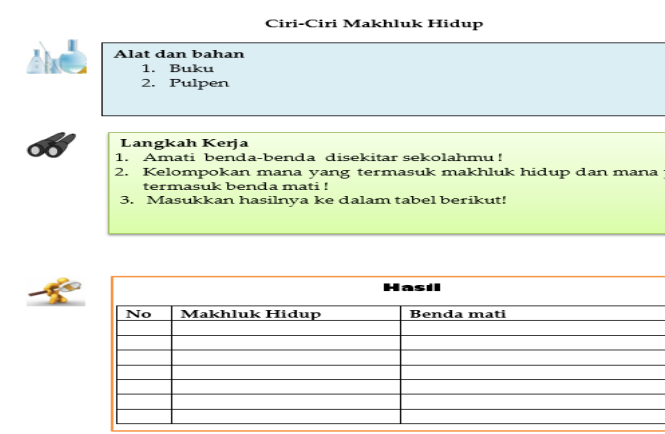 Ciri-Ciri Makhluk Hidup
Alat dan bahan
1. Buku
2. Pulpen
Langkah Kerja
1. Amati benda-benda disekitar sekolahmu !
2. Kelompokan mana yang termasuk makhluk hidup dan mana
termasuk benda mati !
3. Masukkan hasilnya ke dalam tabel berikut!
Hasil
No Makhluk Hidup Benda mati